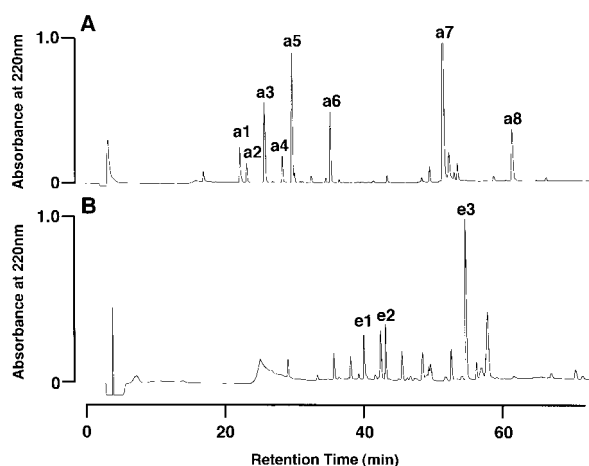 A
Absorbance at 220nm
1.0
0
a1
a2
a3
a4
a5
a6
a7
a8
B
Absorbance at 220nm
1.0
0
e1
e2
e3
0 20 40 60
Retention Time (min)